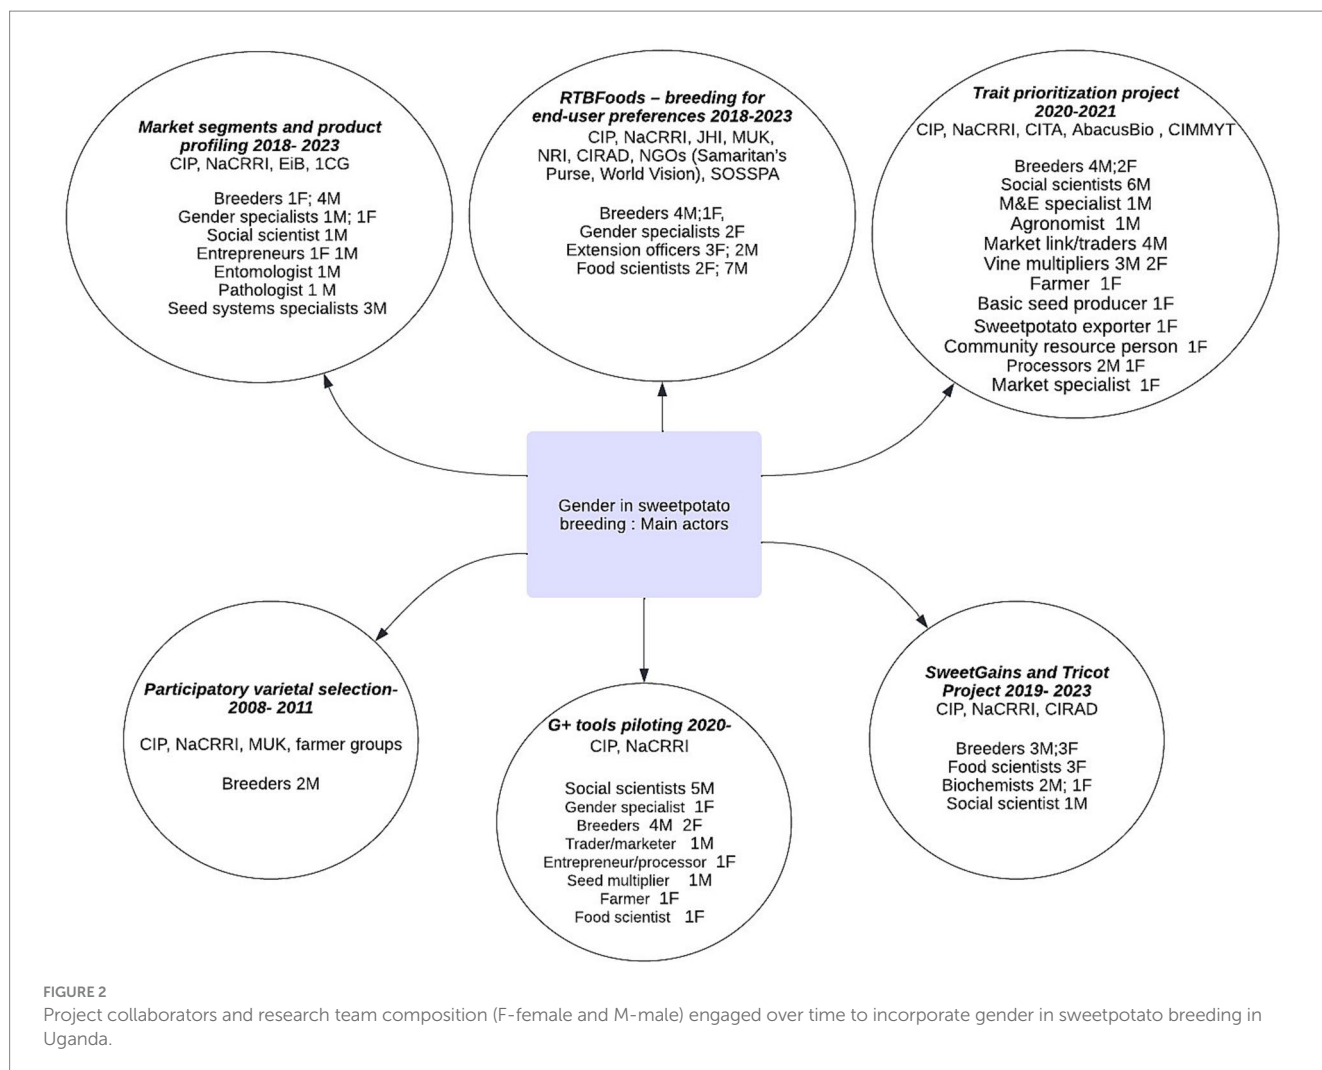 Market segments and product
profiling 2018- 2023
CIP, NaCRRI, EiB, 1CG
Breeders 1F; 4M
Gender specialists 1M; 1F
Social scientist 1M
Entrepreneurs 1F 1M
Entomologist 1M
Pathologist 1 M
Seed systems specialists 3M
RTBFoods – breeding for
end-user preferences 2018-2023
CIP, NaCRRI, JHI, MUK,
NRI, CIRAD, NGOs (Samaritan's
Purse, World Vision), SOSSPA
Breeders 4M;1F,
Gender specialists 2F
Extension officers 3F; 2M
Food scientists 2F; 7M
Trait prioritization project
2020-2021
CIP, NaCRRI, CITA, AbacusBio , CIMMYT
Breeders 4M;2F
Social scientists 6M
M&E specialist 1M
Agronomist 1M
Market link/traders 4M
Vine multipliers 3M 2F
Farmer 1F
Basic seed producer 1F
Sweetpotato exporter 1F
Community resource person 1F
Processors 2M 1F
Market specialist 1F
Gender in sweetpotato
breeding : Main actors
Participatory varietal selection-
2008- 2011
CIP, NaCRRI, MUK, farmer groups
Breeders 2M
G+ tools piloting 2020-
CIP, NaCRRI
Social scientists 5M
Gender specialist 1F
Breeders 4M 2F
Trader/marketer 1M
Entrepreneur/processor 1F
Seed multiplier 1M
Farmer 1F
Food scientist 1F
SweetGains and Tricot
Project 2019- 2023
CIP, NaCRRI, CIRAD
Breeders 3M;3F
Food scientists 3F
Biochemists 2M; 1F
Social scientist 1M
FIGURE 2
Project collaborators and research team composition (F-female and M-male) engaged over time to incorporate gender in sweetpotato breeding in
Uganda.